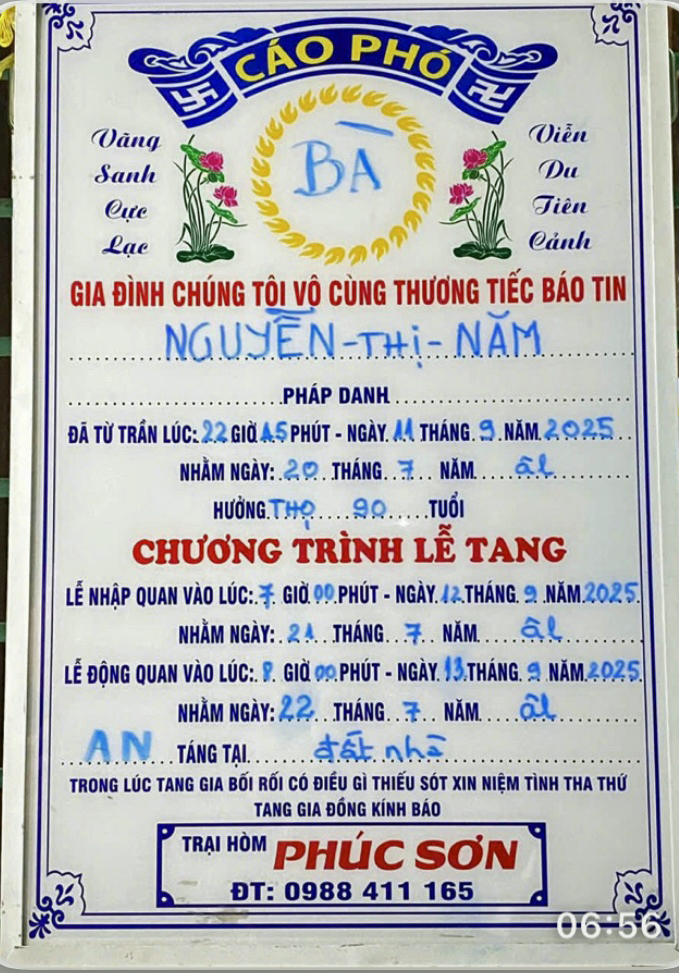 CÁO PHÓ
Vãng
Sanh
Cực
Lạc
BÀ
Viễn
Du
Tiên
Cảnh
GIA ĐÌNH CHÚNG TÔI VÔ CÙNG THƯƠNG TIẾC BÁO TIN
NGUYỄN-THỊ-NĂM
PHÁP DANH
ĐÃ TỪ TRẦN LÚC: 22 GIỜ 15 PHÚT - NGÀY 11 THÁNG 9 NĂM 2025
NHẰM NGÀY: 20 THÁNG 7 NĂM âl
HƯỞNG THỌ 90 TUỔI
CHƯƠNG TRÌNH LỄ TANG
LỄ NHẬP QUAN VÀO LÚC: 7 GIỜ 00 PHÚT - NGÀY 12 THÁNG 9 NĂM 2025
NHẰM NGÀY: 21 THÁNG 7 NĂM âl
LỄ ĐỘNG QUAN VÀO LÚC: 8 GIỜ 00 PHÚT - NGÀY 13 THÁNG 9 NĂM 2025
NHẰM NGÀY: 22 THÁNG 7 NĂM âl
AN TÁNG TẠI đất nhà
TRONG LÚC TANG GIA BỐI RỐI CÓ ĐIỀU GÌ THIẾU SÓT XIN NIỆM TÌNH THA THỨ
TANG GIA ĐỒNG KÍNH BÁO
TRẠI HÒM PHÚC SƠN
ĐT: 0988 411 165
06:56